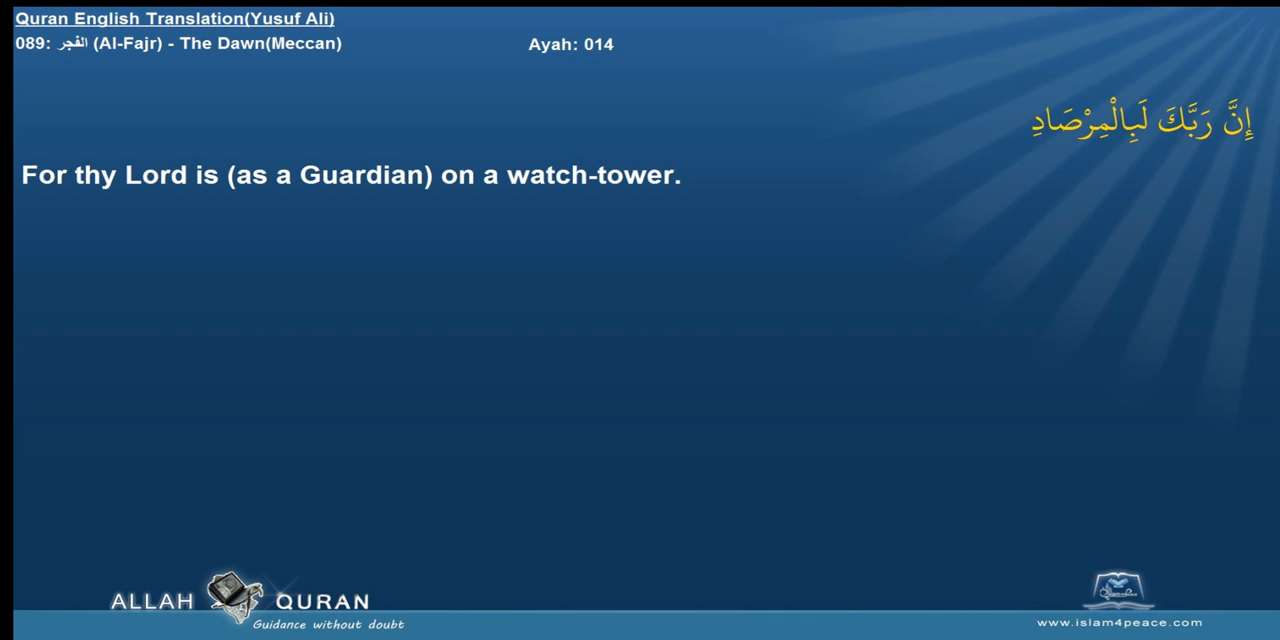 Quran English Translation(Yusuf Ali)
089: الفجر (Al-Fajr) - The Dawn(Meccan)
Ayah: 014
إِنَّ رَبَّكَ لَبِالْمِرْصَادِ
For thy Lord is (as a Guardian) on a watch-tower.
ALLAH QURAN
Guidance without doubt
www.islam4peace.com